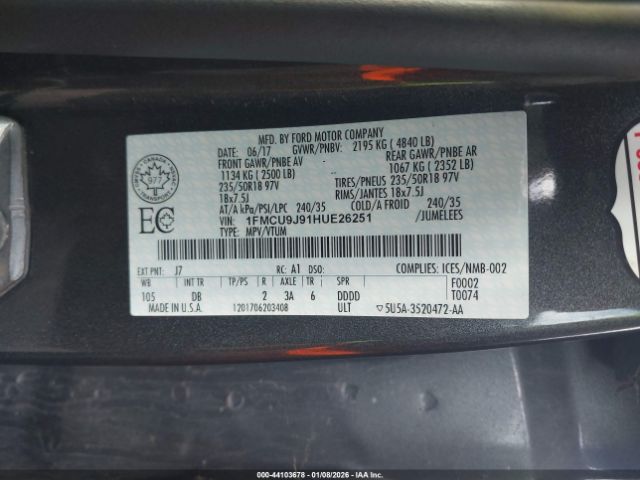 MFD. BY FORD MOTOR COMPANY
DATE: 06/17 GVWR/PNBV: 2195 KG ( 4840 LB)
FRONT GAWR/PNBE AV REAR GAWR/PNBE AR
1134 KG ( 2500 LB) 1067 KG ( 2352 LB)
235/50R18 97V TIRES/PNEUS 235/50R18 97V
18x7.5J RIMS/JANTES 18x7.5J
AT/A kPa/PSI/LPC 240/35 COLD/A FROID 240/35
VIN: 1FMCU9J91HUE26251 /JUMELEES
TYPE: MPV/VTUM
CANADA
EC
EXT PNT: J7 RC: A1 DSO: COMPLIES: ICES/NMB-002
WB INT TR TP/PS R AXLE TR SPR F0002
105 DB 2 3A 6 DDDD T0074
MADE IN U.S.A. 1201706203408 ULT ▽5U5A-3520472-AA
000-44103678 - 01/08/2026 - IAAI.com